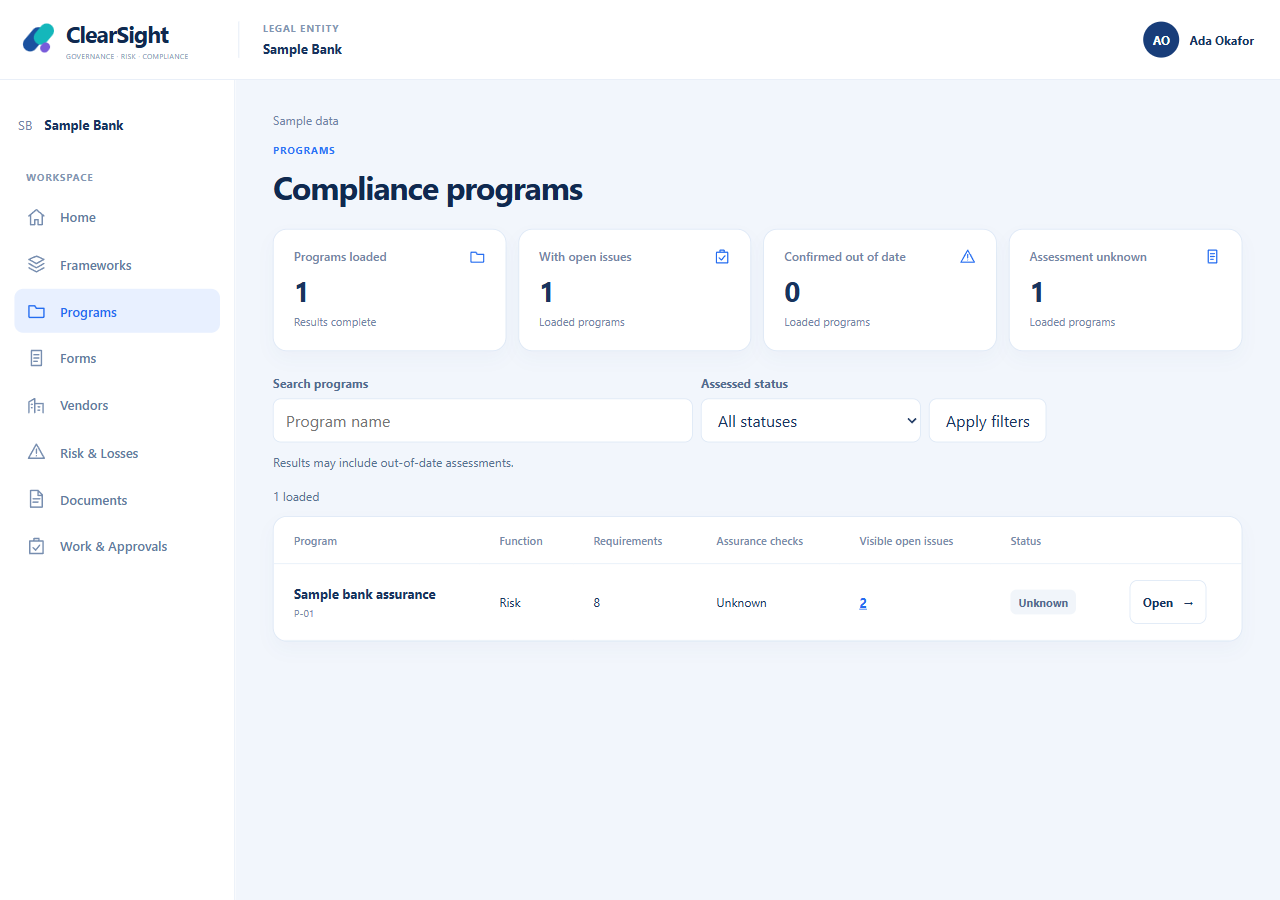 ClearSight
GOVERNANCE · RISK · COMPLIANCE
LEGAL ENTITY
Sample Bank
AO
Ada Okafor
SB
Sample Bank
WORKSPACE
Home
Frameworks
Programs
Forms
Vendors
Risk & Losses
Documents
Work & Approvals
Sample data
PROGRAMS
Compliance programs
Programs loaded
1
Results complete
With open issues
1
Loaded programs
Confirmed out of date
0
Loaded programs
Assessment unknown
1
Loaded programs
Search programs
Program name
Assessed status
All statuses
Apply filters
Results may include out-of-date assessments.
1 loaded
Program Function Requirements Assurance checks Visible open issues Status
Sample bank assurance Risk 8 Unknown 2 Unknown Open →
P-01